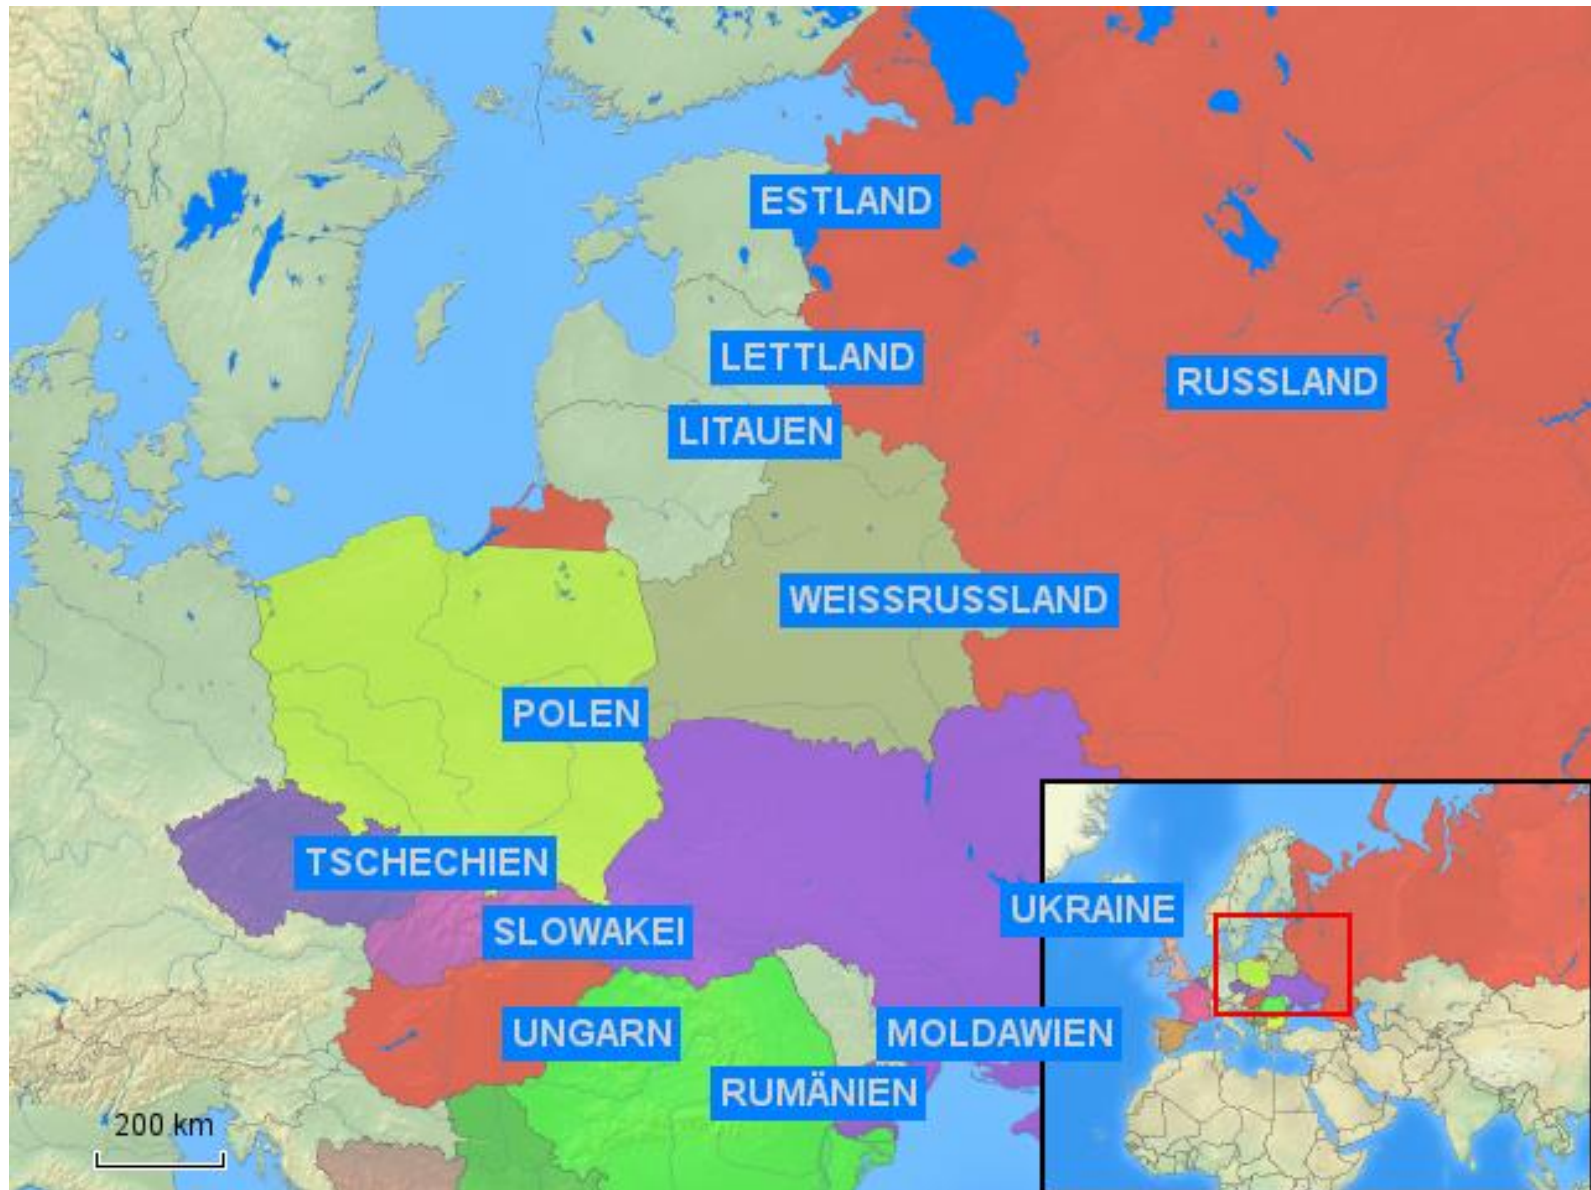 ESTLAND
LETTLAND
RUSSLAND
LITAUEN
WEISSRUSSLAND
POLEN
TSCHECHIEN
UKRAINE
SLOWAKEI
UNGARN
MOLDAWIEN
RUMÄNIEN
200 km